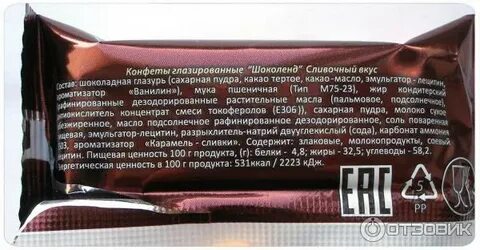 Конфеты глазированные "Шоколенд" Сливочный вкус
Состав: шоколадная глазурь (сахарная пудра, какао тертое, какао-масло, эмульгатор - лецитин,
ароматизатор «Ванилин»), мука пшеничная (Тип М75-23), жир кондитерский
рафинированные дезодорированные растительные масла (пальмовое, подсолнечное),
антиокислитель концентрат смеси токоферолов (Е306)), сахарная пудра, молоко сухое
обезжиренное, масло подсолнечное рафинированное дезодорированное, соль поваренная
пищевая, эмульгатор-лецитин, разрыхлитель-натрий двууглекислый (сода), карбонат аммония
503, ароматизатор «Карамель - сливки». Содержит: злаковые, молокопродукты, соевый
глютен. Пищевая ценность 100 г продукта, (г): белки - 4,8; жиры - 32,5; углеводы - 58,2.
Энергетическая ценность в 100 г продукта: 531ккал / 2223 кДж.
EAC
5
PP
ОТЗОВИК